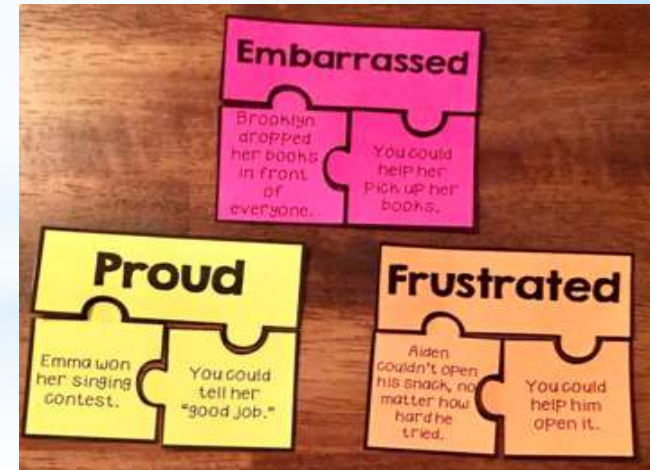 Embarrassed
Brooklyn
dropped
her books
in front
of
everyone.
You could
help her
pick up her
books.
Proud
Emma won
her singing
contest.
You could
tell her
"good job."
Frustrated
Aiden
couldn't open
his snack, no
matter how
hard he
tried.
You could
help him
open it.